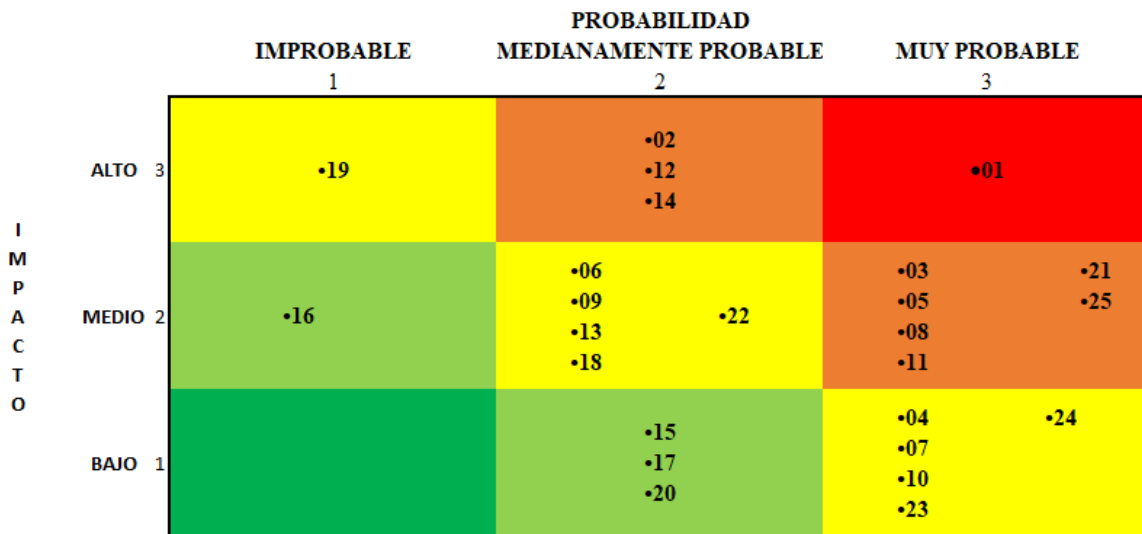 PROBABILIDAD
IMPROBABLE MEDIANAMENTE PROBABLE MUY PROBABLE
1 2 3
•02
ALTO 3 •19 •12 •01
•14
IMPACTO
•06 •03 •21
•09 •05 •25
MEDIO 2 •16 •22
•13 •08
•18 •11
•04 •24
•15 •07
BAJO 1 •17
•10
•20
•23